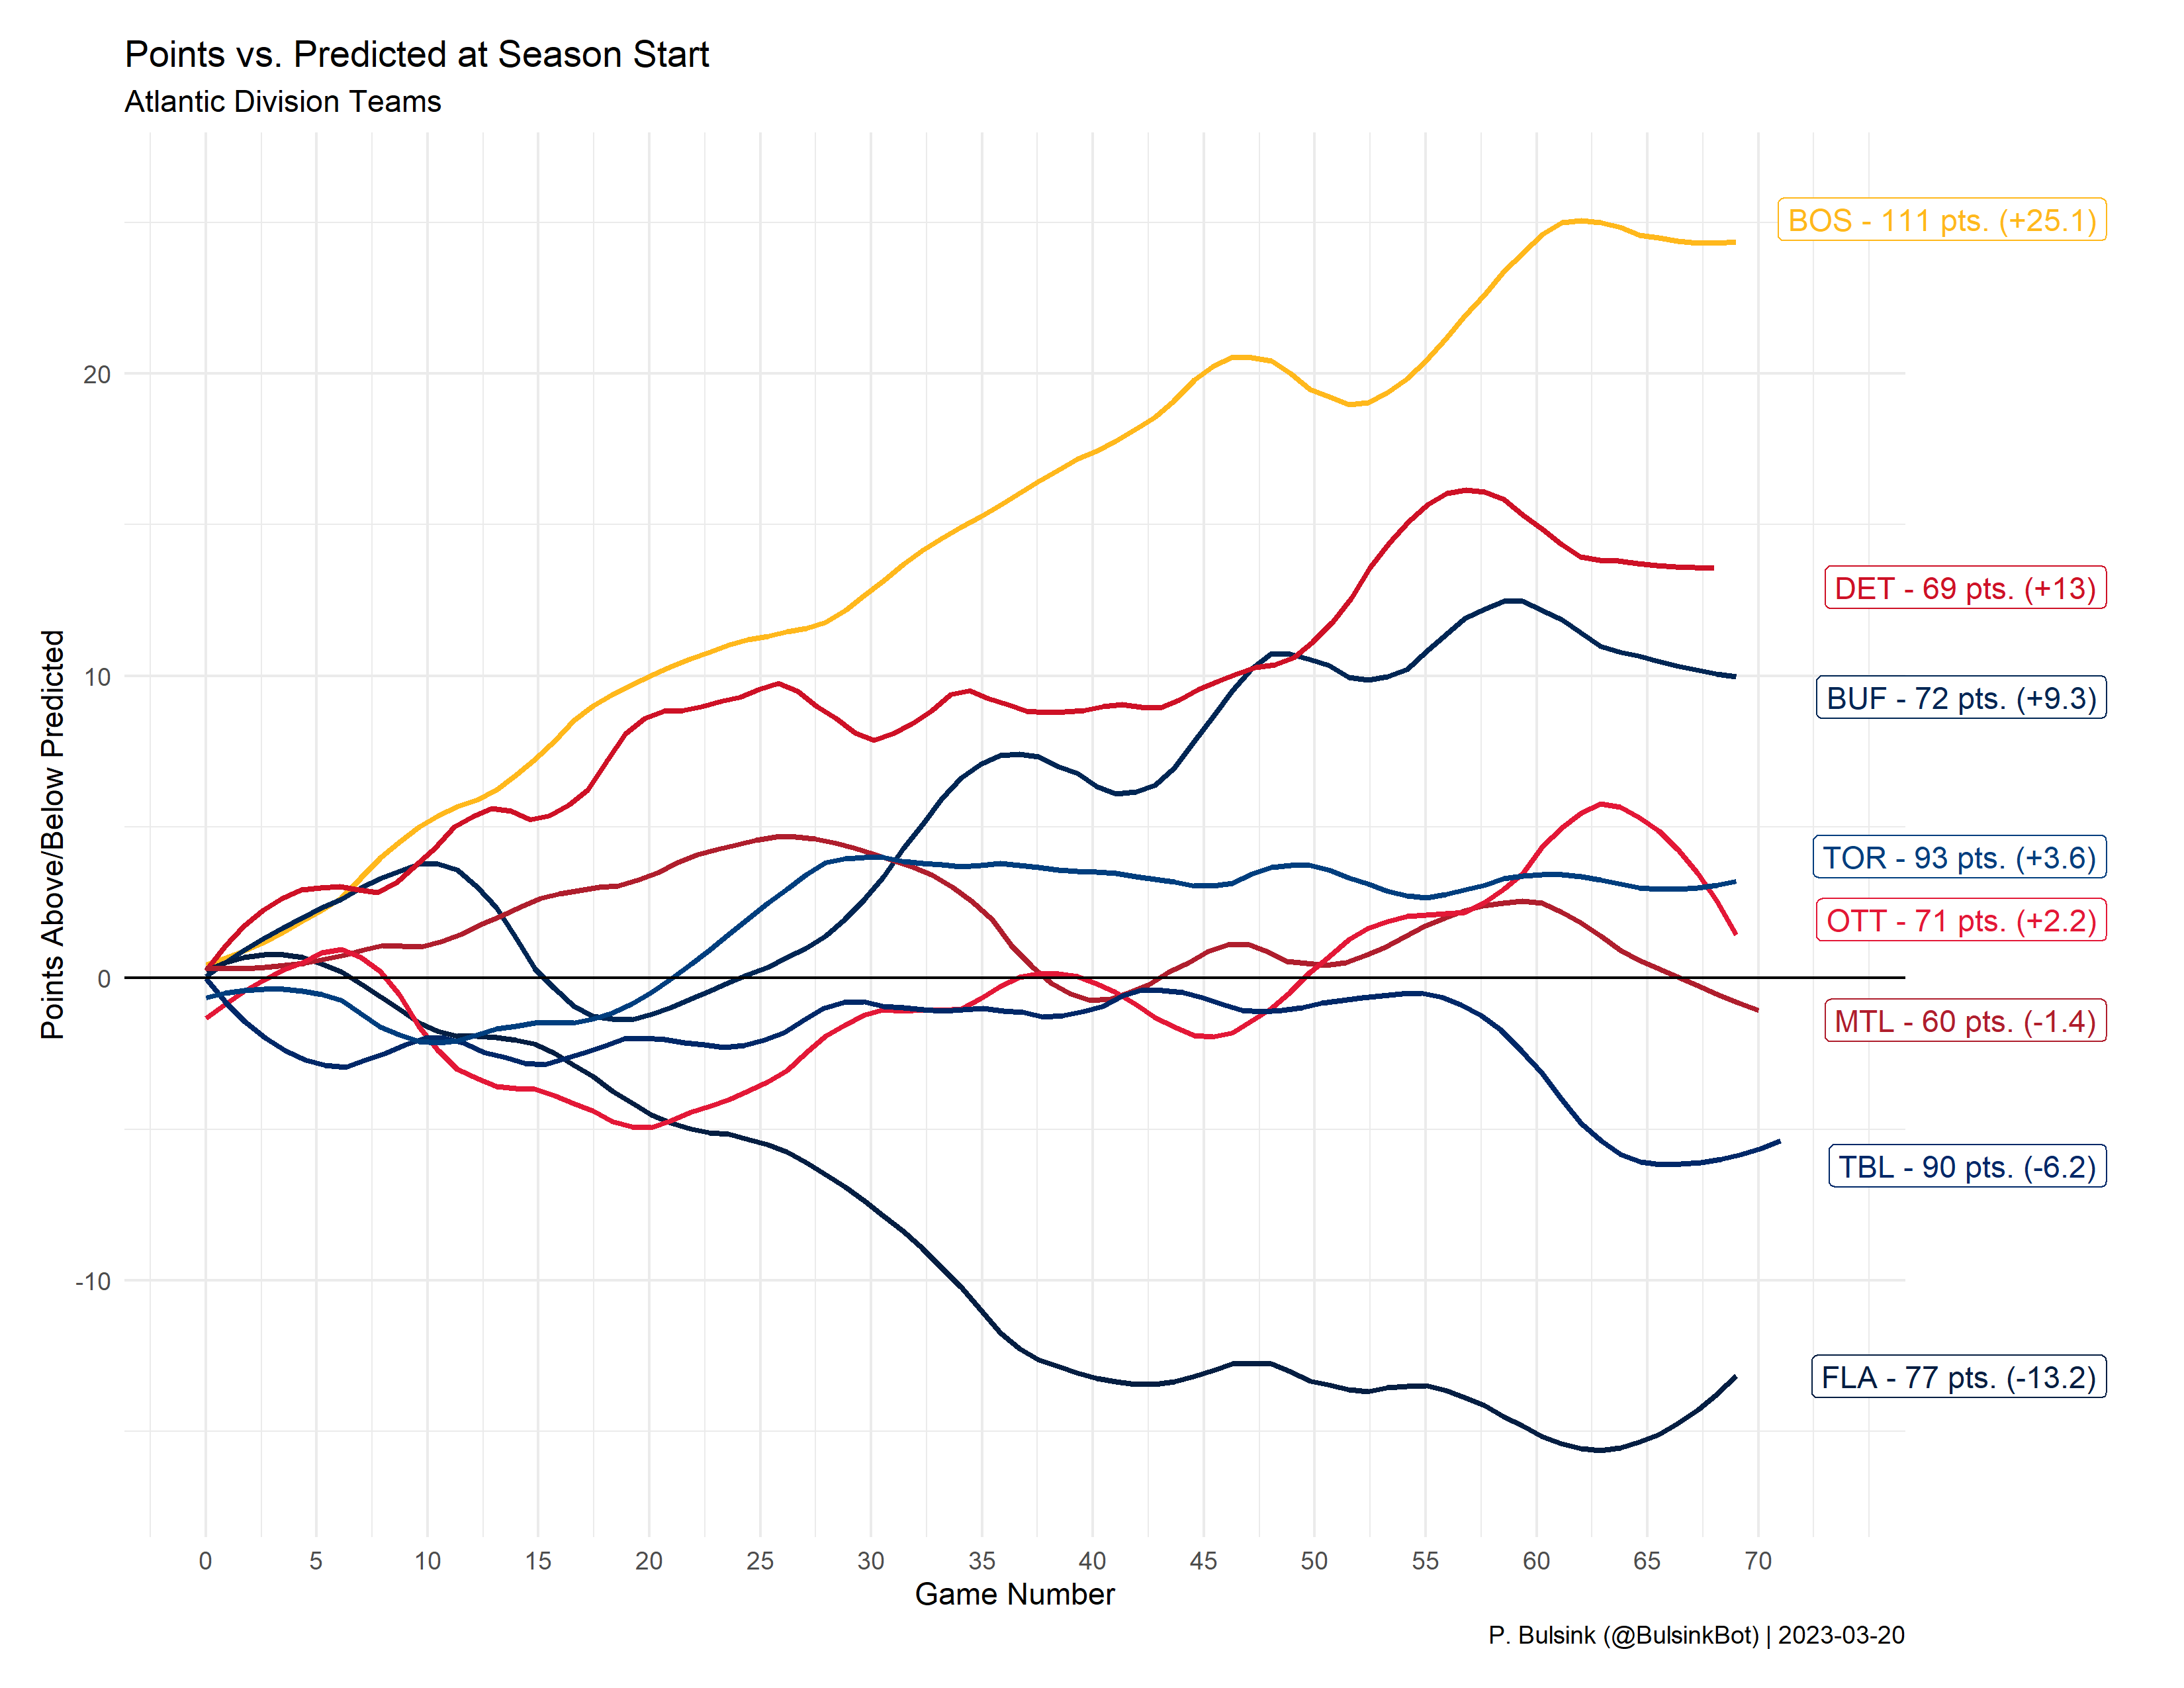 Points vs. Predicted at Season Start
Atlantic Division Teams
Points Above/Below Predicted
20
10
0
-10
BOS - 111 pts. (+25.1)
DET - 69 pts. (+13)
BUF - 72 pts. (+9.3)
TOR - 93 pts. (+3.6)
OTT - 71 pts. (+2.2)
MTL - 60 pts. (-1.4)
TBL - 90 pts. (-6.2)
FLA - 77 pts. (-13.2)
0 5 10 15 20 25 30 35 40 45 50 55 60 65 70
Game Number
P. Bulsink (@BulsinkBot) | 2023-03-20